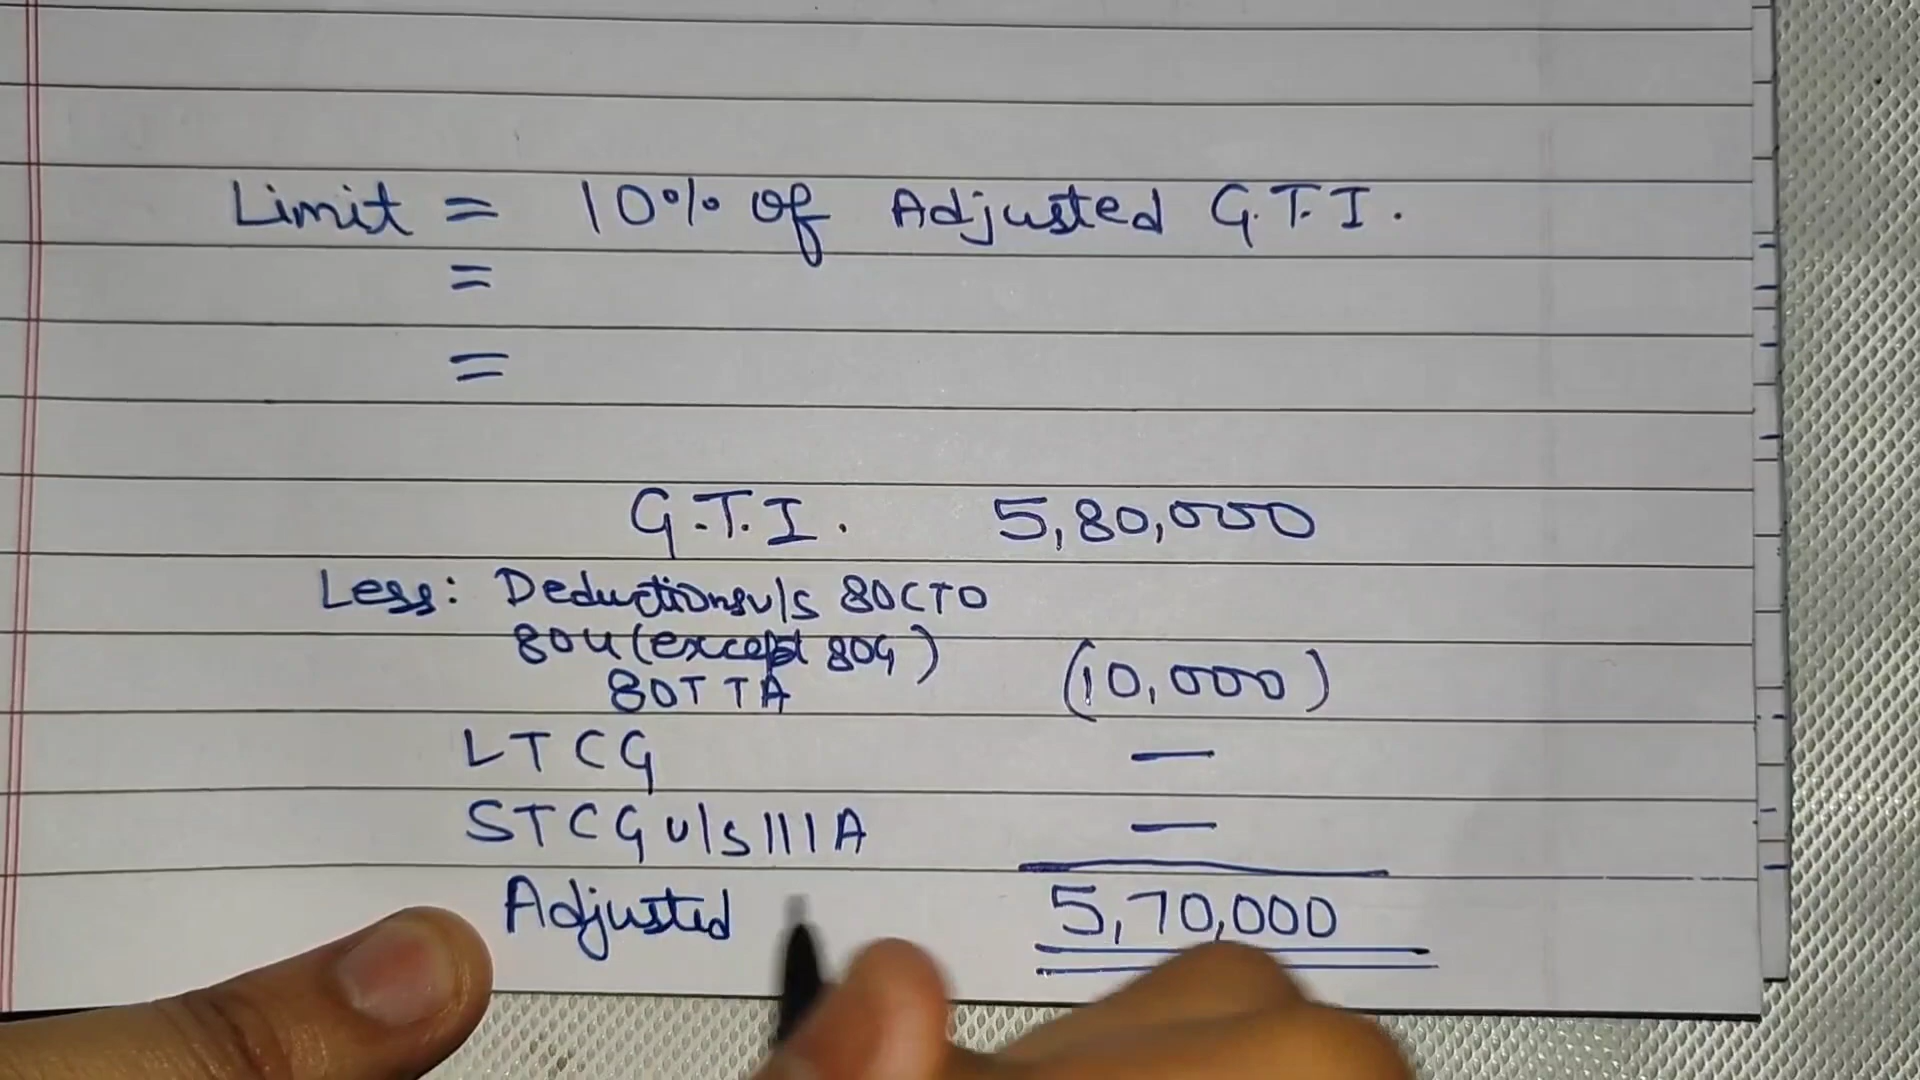 Limit = 10% of Adjusted G.T.I.
=
=
G.T.I. 5,80,000
Less: Deductions u/s 80C TO
80U (except 80G)
80TTA (10,000)
LTCG —
STCG u/s 111A —
Adjusted 5,70,000